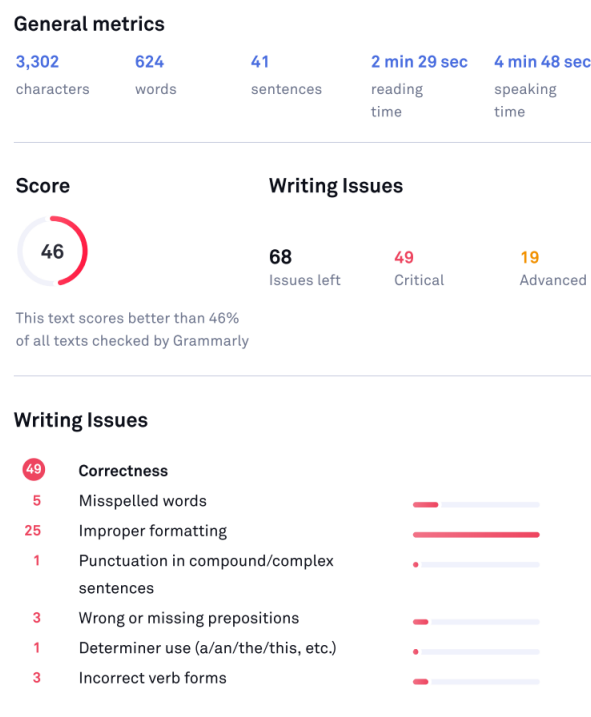 General metrics
3,302 624 41 2 min 29 sec 4 min 48 sec
characters words sentences reading time speaking time
Score Writing Issues
46
68 49 19
Issues left Critical Advanced
This text scores better than 46%
of all texts checked by Grammarly
Writing Issues
49 Correctness
5 Misspelled words
25 Improper formatting
1 Punctuation in compound/complex
sentences
3 Wrong or missing prepositions
1 Determiner use (a/an/the/this, etc.)
3 Incorrect verb forms